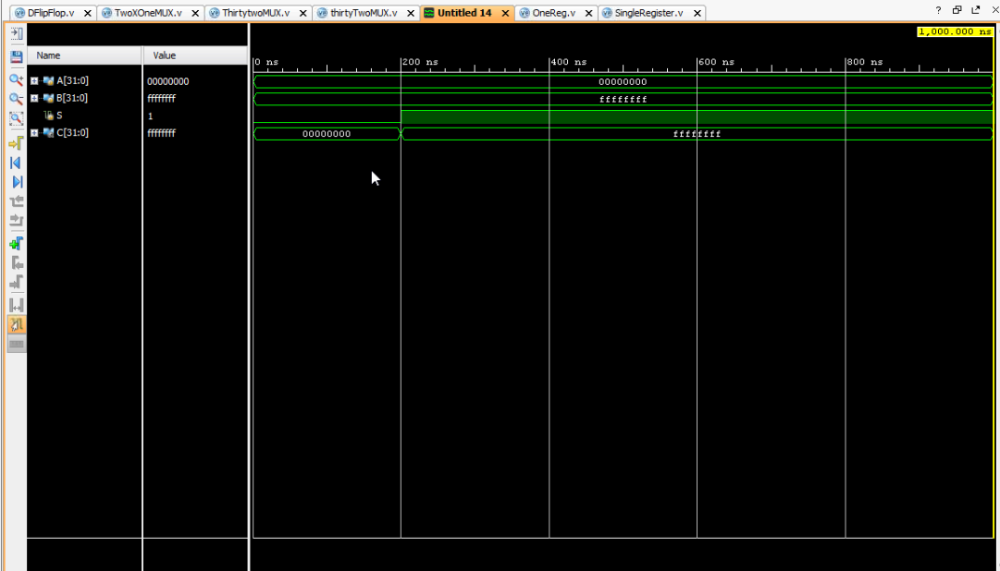 DFlipFlop.v TwoXOneMUX.v ThirtytwoMUX.v thirtyTwoMUX.v Untitled 14 OneReg.v SingleRegister.v ?
1,000.000 ns
Name Value
0 ns 200 ns 400 ns 600 ns 800 ns
A[31:0] 00000000 00000000
B[31:0] ffffffff ffffffff
S 1
C[31:0] ffffffff 00000000 ffffffff